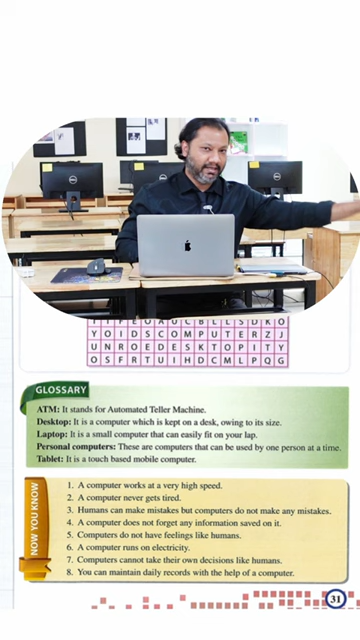 DELL
DELL
DELL
Y O I D S C O M P U T E R Z J
U N R O E D E S K T O P I T Y
O S F R T U I H D C M L P Q G
GLOSSARY
ATM: It stands for Automated Teller Machine.
Desktop: It is a computer which is kept on a desk, owing to its size.
Laptop: It is a small computer that can easily fit on your lap.
Personal computers: These are computers that can be used by one person at a time.
Tablet: It is a touch based mobile computer.
NOW YOU KNOW
1. A computer works at a very high speed.
2. A computer never gets tired.
3. Humans can make mistakes but computers do not make any mistakes.
4. A computer does not forget any information saved on it.
5. Computers do not have feelings like humans.
6. A computer runs on electricity.
7. Computers cannot take their own decisions like humans.
8. You can maintain daily records with the help of a computer.
31